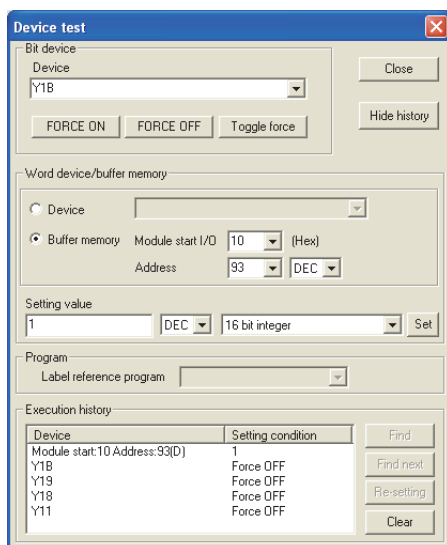 Device test
Bit device
Device
Y1B
Close
FORCE ON FORCE OFF Toggle force
Hide history
Word device/buffer memory
Device
Buffer memory Module start I/O 10 (Hex)
Address 93 DEC
Setting value
1 DEC 16 bit integer Set
Program
Label reference program
Execution history
Device Setting condition
Module start:10 Address:93(D) 1
Y1B Force OFF
Y19 Force OFF
Y18 Force OFF
Y11 Force OFF
Find
Find next
Re-setting
Clear